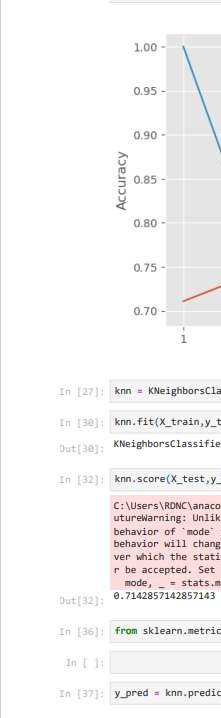 1.00
0.95
0.90
0.85
0.80
0.75
0.70
Accuracy
1
In [27]: knn = KNeighborsCla
In [30]: knn.fit(X_train,y_t
Out[30]: KNeighborsClassifie
In [32]: knn.score(X_test,y_
C:\Users\RDNC\anaco
utureWarning: Unlik
behavior of `mode`
behavior will chang
ver which the stati
r be accepted. Set
mode, _ = stats.m
Out[32]: 0.7142857142857143
In [36]: from sklearn.metric
In [ ]:
In [37]: y_pred = knn.predic